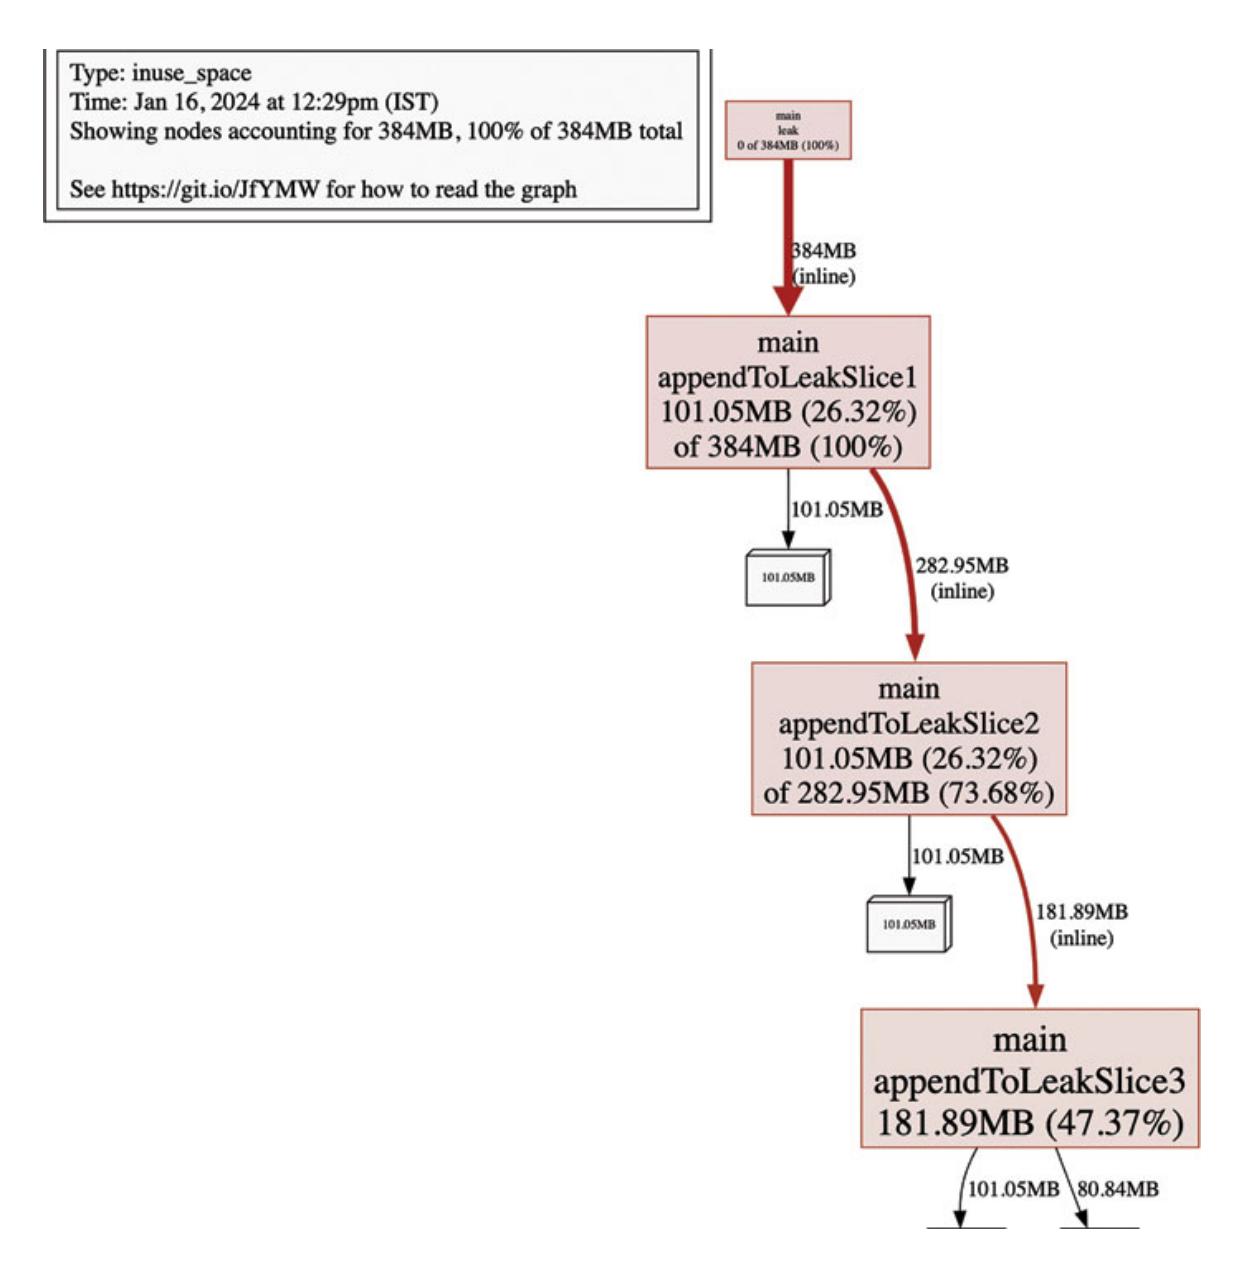 Type: inuse_space
Time: Jan 16, 2024 at 12:29pm (IST)
Showing nodes accounting for 384MB, 100% of 384MB total
See https://git.io/JfYMW for how to read the graph
main
leak
0 of 384MB (100%)
384MB
(inline)
main
appendToLeakSlice1
101.05MB (26.32%)
of 384MB (100%)
101.05MB
101.05MB
282.95MB
(inline)
main
appendToLeakSlice2
101.05MB (26.32%)
of 282.95MB (73.68%)
101.05MB
101.05MB
181.89MB
(inline)
main
appendToLeakSlice3
181.89MB (47.37%)
101.05MB
80.84MB